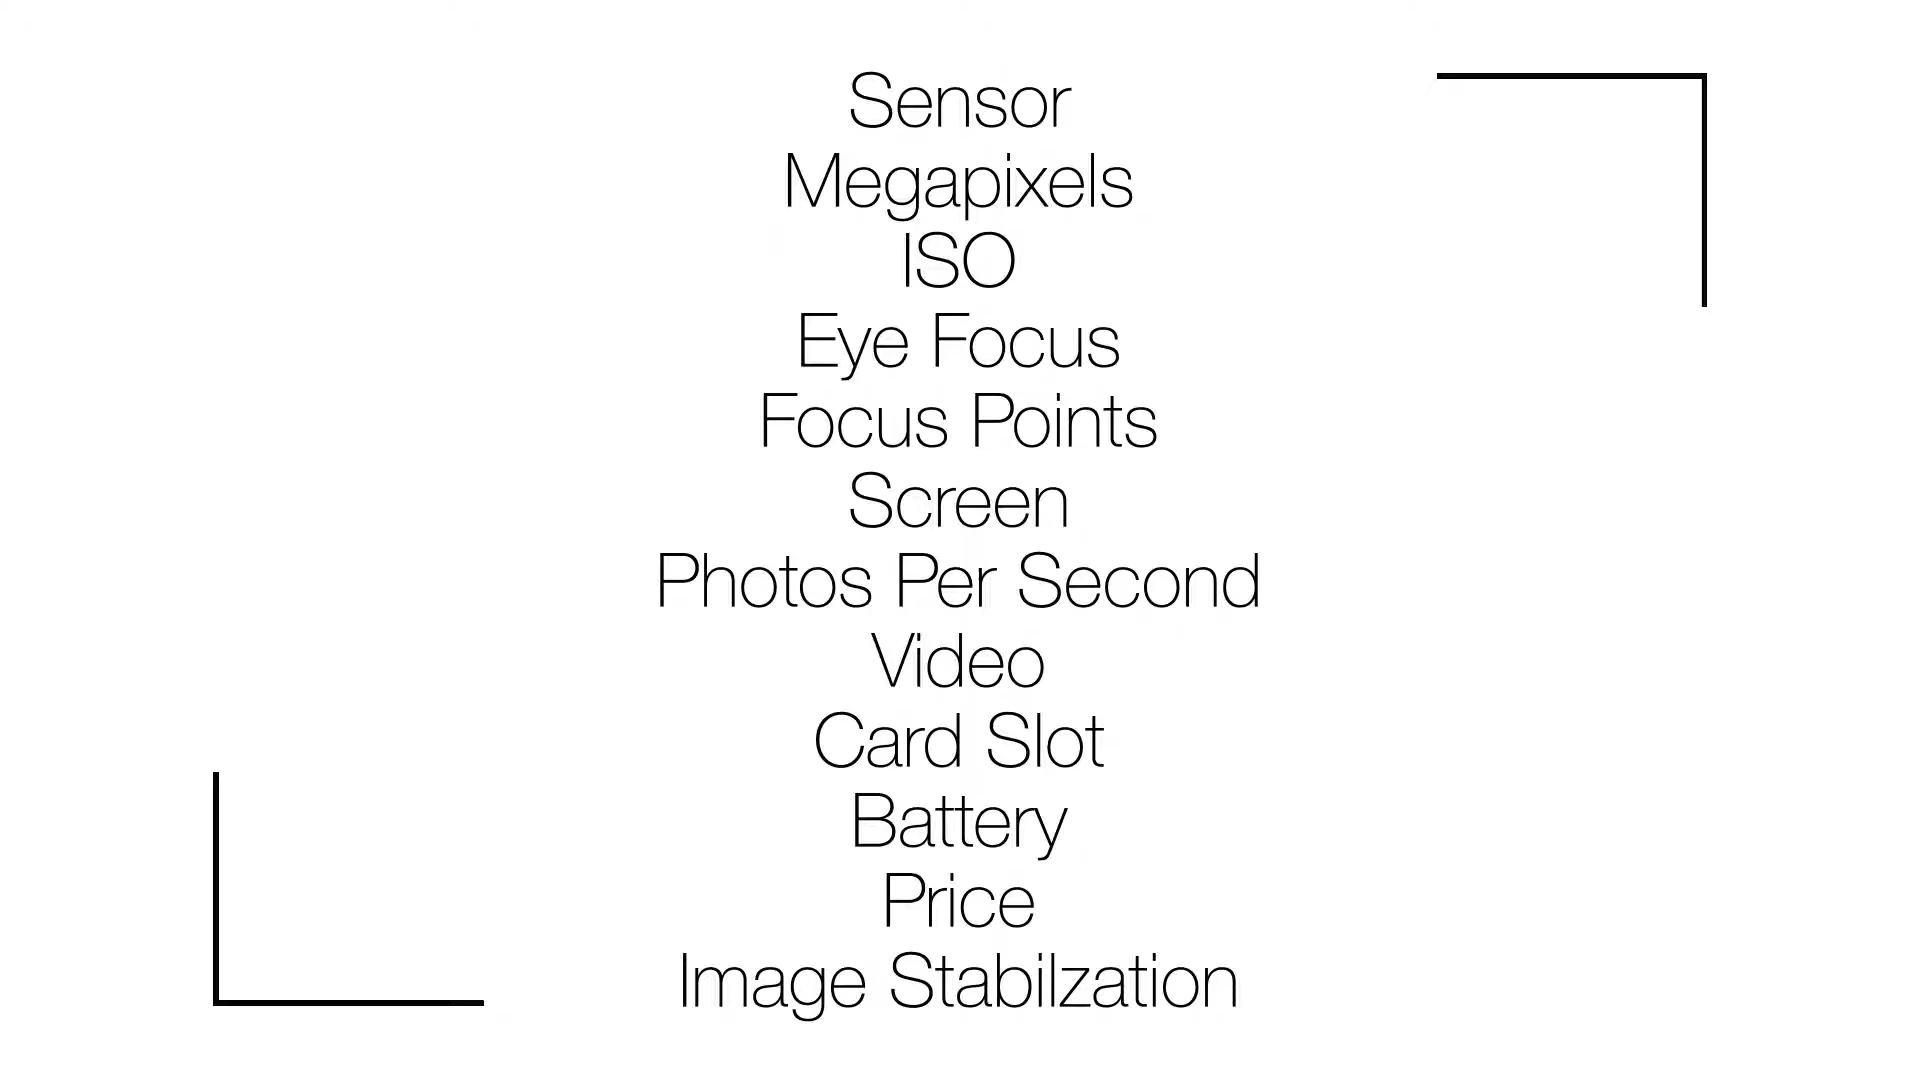 Sensor
Megapixels
ISO
Eye Focus
Focus Points
Screen
Photos Per Second
Video
Card Slot
Battery
Price
Image Stabilzation